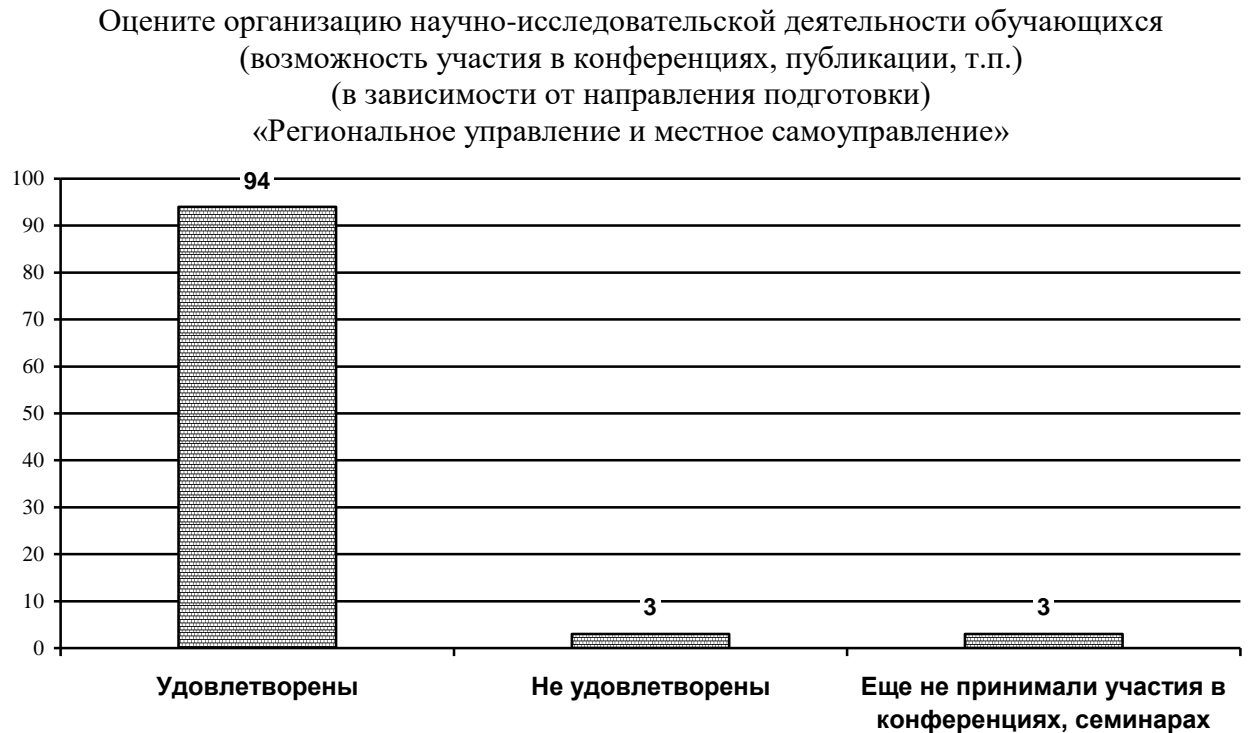 Оцените организацию научно-исследовательской деятельности обучающихся
(возможность участия в конференциях, публикации, т.п.)
(в зависимости от направления подготовки)
«Региональное управление и местное самоуправление»
100
90
80
70
60
50
40
30
20
10
0
94
3
3
Удовлетворены
Не удовлетворены
Еще не принимали участия в
конференциях, семинарах